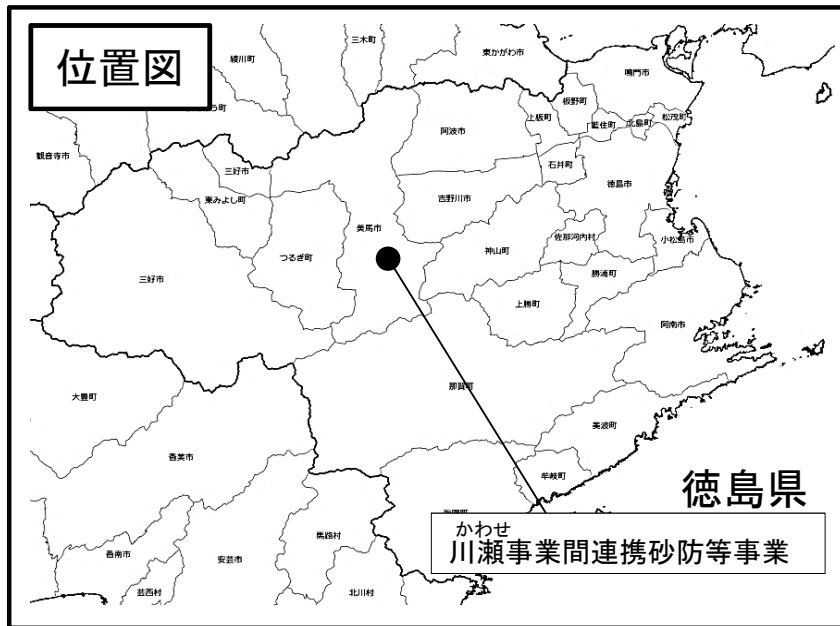 位置図
三木町
綾川町
東かがわ市
鳴門市
う町
板野町
上板町
松茂町
藍住町
北島町
阿波市
観音寺市
三好市
石井町
徳島市
東みよし町
吉野川市
美馬市
佐那河内村
小松島市
つるぎ町
神山町
三好市
勝浦町
上勝町
阿南市
那賀町
大豊町
美波町
香美市
牟岐町
徳島県
馬路村
かわせ
川瀬事業間連携砂防等事業
香南市
安芸市
芸西村
北川村